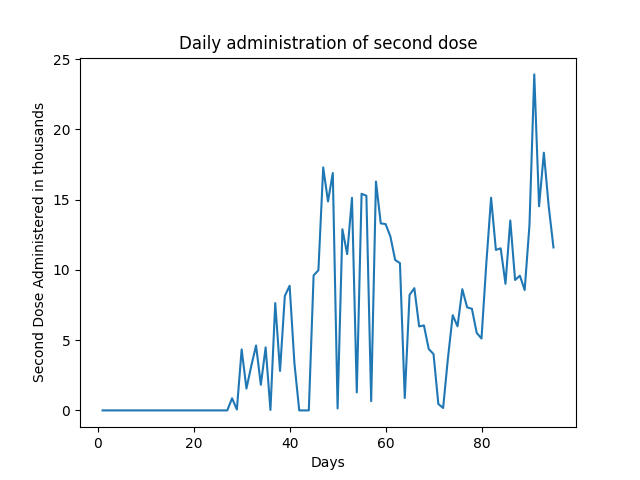 Daily administration of second dose
25
20
15
10
5
0
Second Dose Administered in thousands
0 20 40 60 80
Days